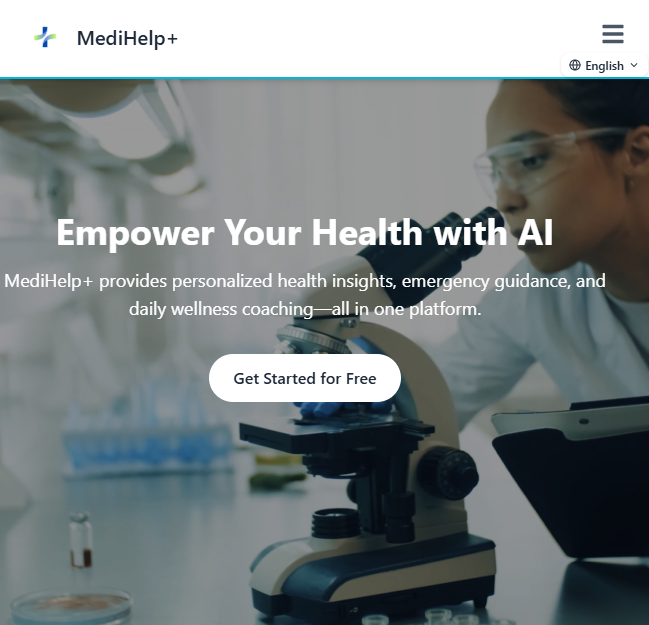 MediHelp+
English
Empower Your Health with AI
MediHelp+ provides personalized health insights, emergency guidance, and
daily wellness coaching—all in one platform.
Get Started for Free